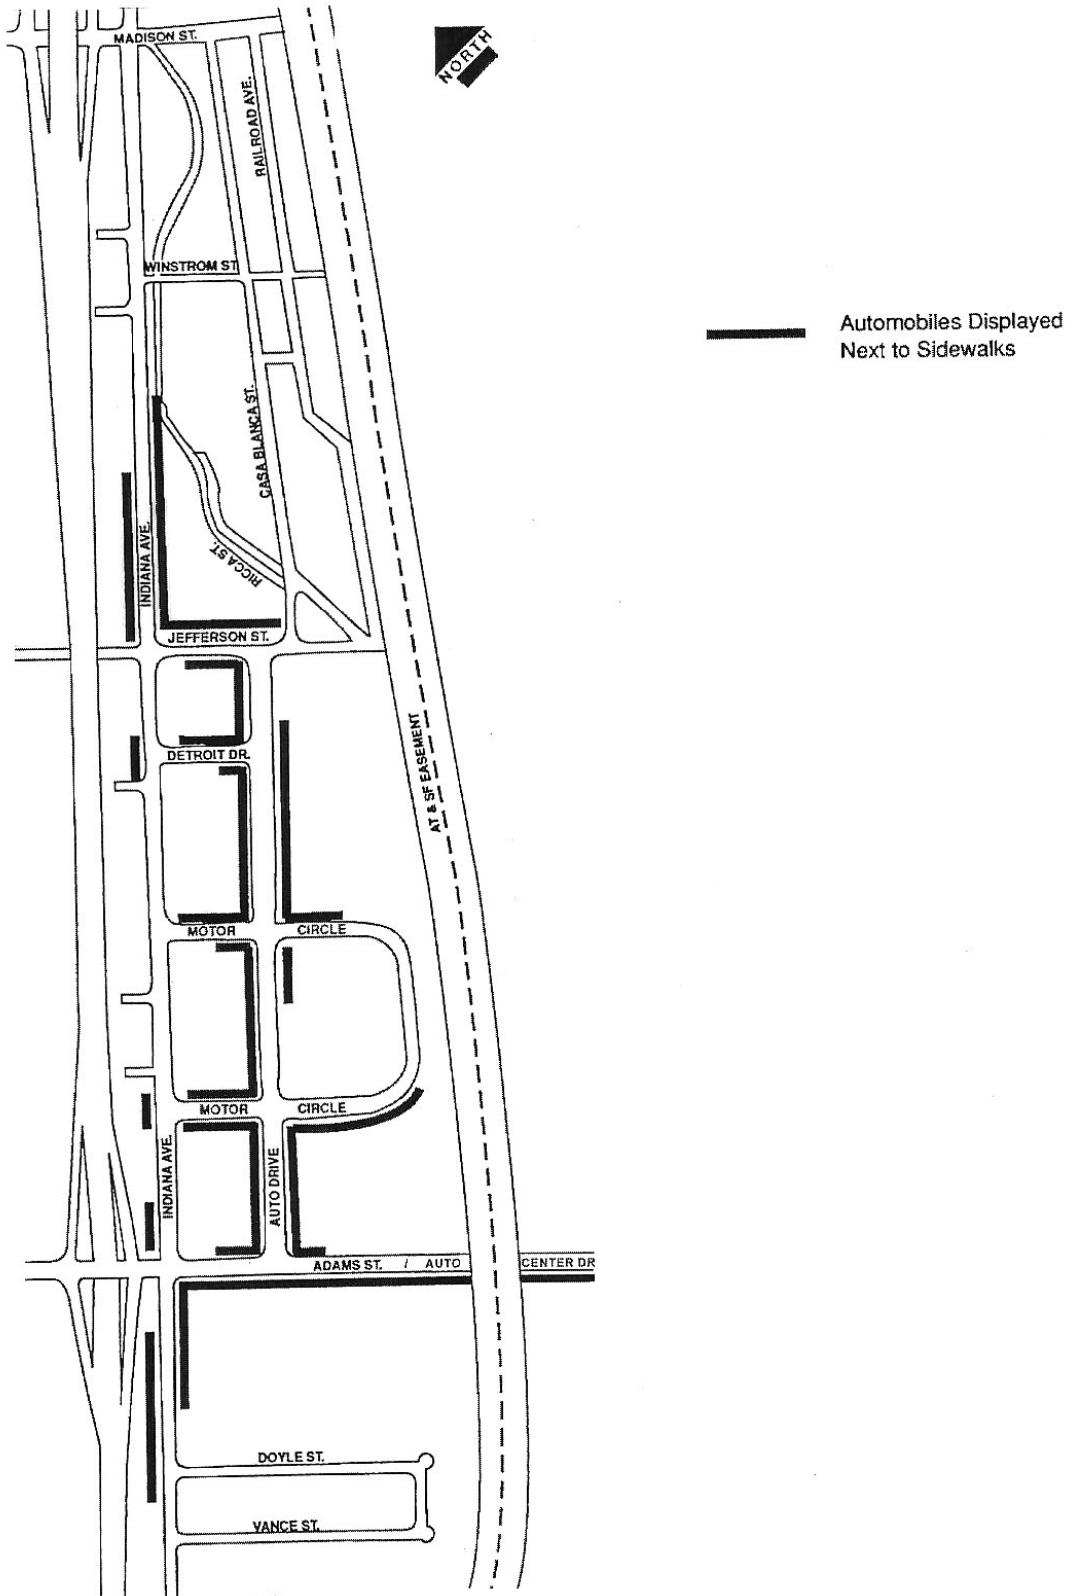 MADISON ST.
NORTH
RAILROAD AVE.
WINSTROM ST
Automobiles Displayed
Next to Sidewalks
CASA BLANCA ST.
INDIANA AVE.
RICCA ST.
JEFFERSON ST.
DETROIT DR.
AT & SF EASEMENT
MOTOR CIRCLE
MOTOR CIRCLE
INDIANA AVE.
AUTO DRIVE
ADAMS ST. / AUTO CENTER DR
DOYLE ST.
VANCE ST.